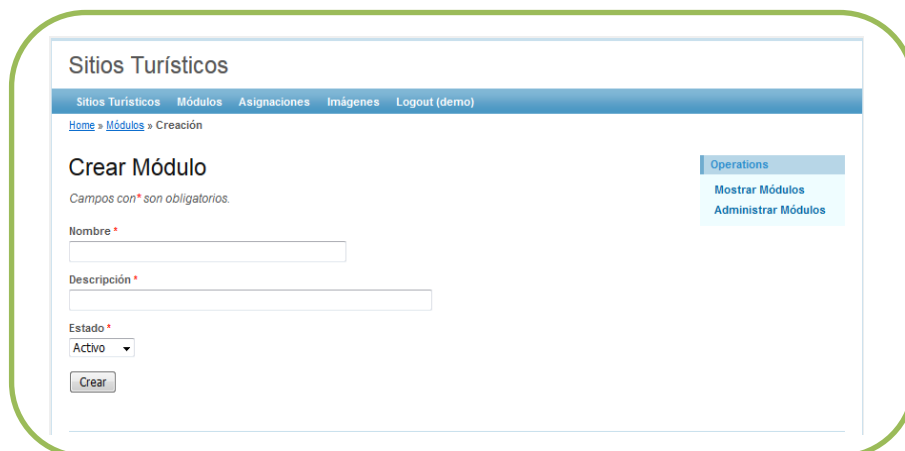 Sitios Turísticos
Sitios Turísticos Módulos Asignaciones Imágenes Logout (demo)
Home » Módulos » Creación
Crear Módulo
Campos con* son obligatorios.
Nombre *
Descripción *
Estado *
Activo
Crear
Operations
Mostrar Módulos
Administrar Módulos